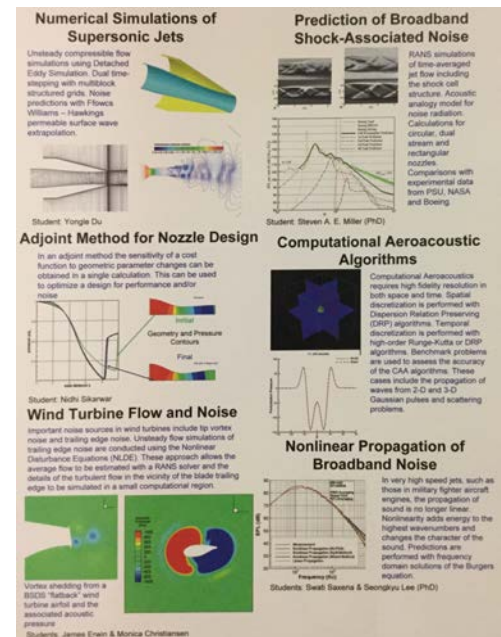 Numerical Simulations of
Supersonic Jets
Unsteady compressible flow
simulations using Detached
Eddy Simulation. Dual time-
stepping with multiblock
structured grids. Noise
predictions with Ffowcs
Williams – Hawkings
permeable surface wave
extrapolation.
Student: Yongle Du
Prediction of Broadband
Shock-Associated Noise
RANS simulations
of time-averaged
jet flow including
the shock cell
structure. Acoustic
analogy model for
noise radiation.
Calculations for
circular, dual
stream and
rectangular
nozzles.
Comparisons with
experimental data
from PSU, NASA
and Boeing.
Student: Steven A. E. Miller (PhD)
Adjoint Method for Nozzle Design
In an adjoint method the sensitivity of a cost
function to geometric parameter changes can be
obtained in a single calculation. This can be used
to optimize a design for performance and/or
noise
Initial
Geometry and Pressure
Contours
Final
Student: Nidhi Sikarwar
Computational Aeroacoustic
Algorithms
Computational Aeroacoustics
requires high fidelity resolution in
both space and time. Spatial
discretization is performed with
Dispersion Relation Preserving
(DRP) algorithms. Temporal
discretization is performed with
high-order Runge-Kutta or DRP
algorithms. Benchmark problems
are used to assess the accuracy
of the CAA algorithms. These
cases include the propagation of
waves from 2-D and 3-D
Gaussian pulses and scattering
problems.
Wind Turbine Flow and Noise
Important noise sources in wind turbines include tip vortex
noise and trailing edge noise. Unsteady flow simulations of
trailing edge noise are conducted using the Nonlinear
Disturbance Equations (NLDE). These approach allows the
average flow to be estimated with a RANS solver and the
details of the turbulent flow in the vicinity of the blade trailing
edge to be simulated in a small computational region.
Vortex shedding from a
BSDS "flatback" wind
turbine airfoil and the
associated acoustic
pressure
Students: James Erwin & Monica Christiansen
Nonlinear Propagation of
Broadband Noise
In very high speed jets, such as
those in military fighter aircraft
engines, the propagation of
sound is no longer linear.
Nonlinearity adds energy to the
highest wavenumbers and
changes the character of the
sound. Predictions are
performed with frequency
domain solutions of the Burgers
equation.
SPL (dB)
Frequency (Hz)
Students: Swati Saxena & Seongkyu Lee (PhD)